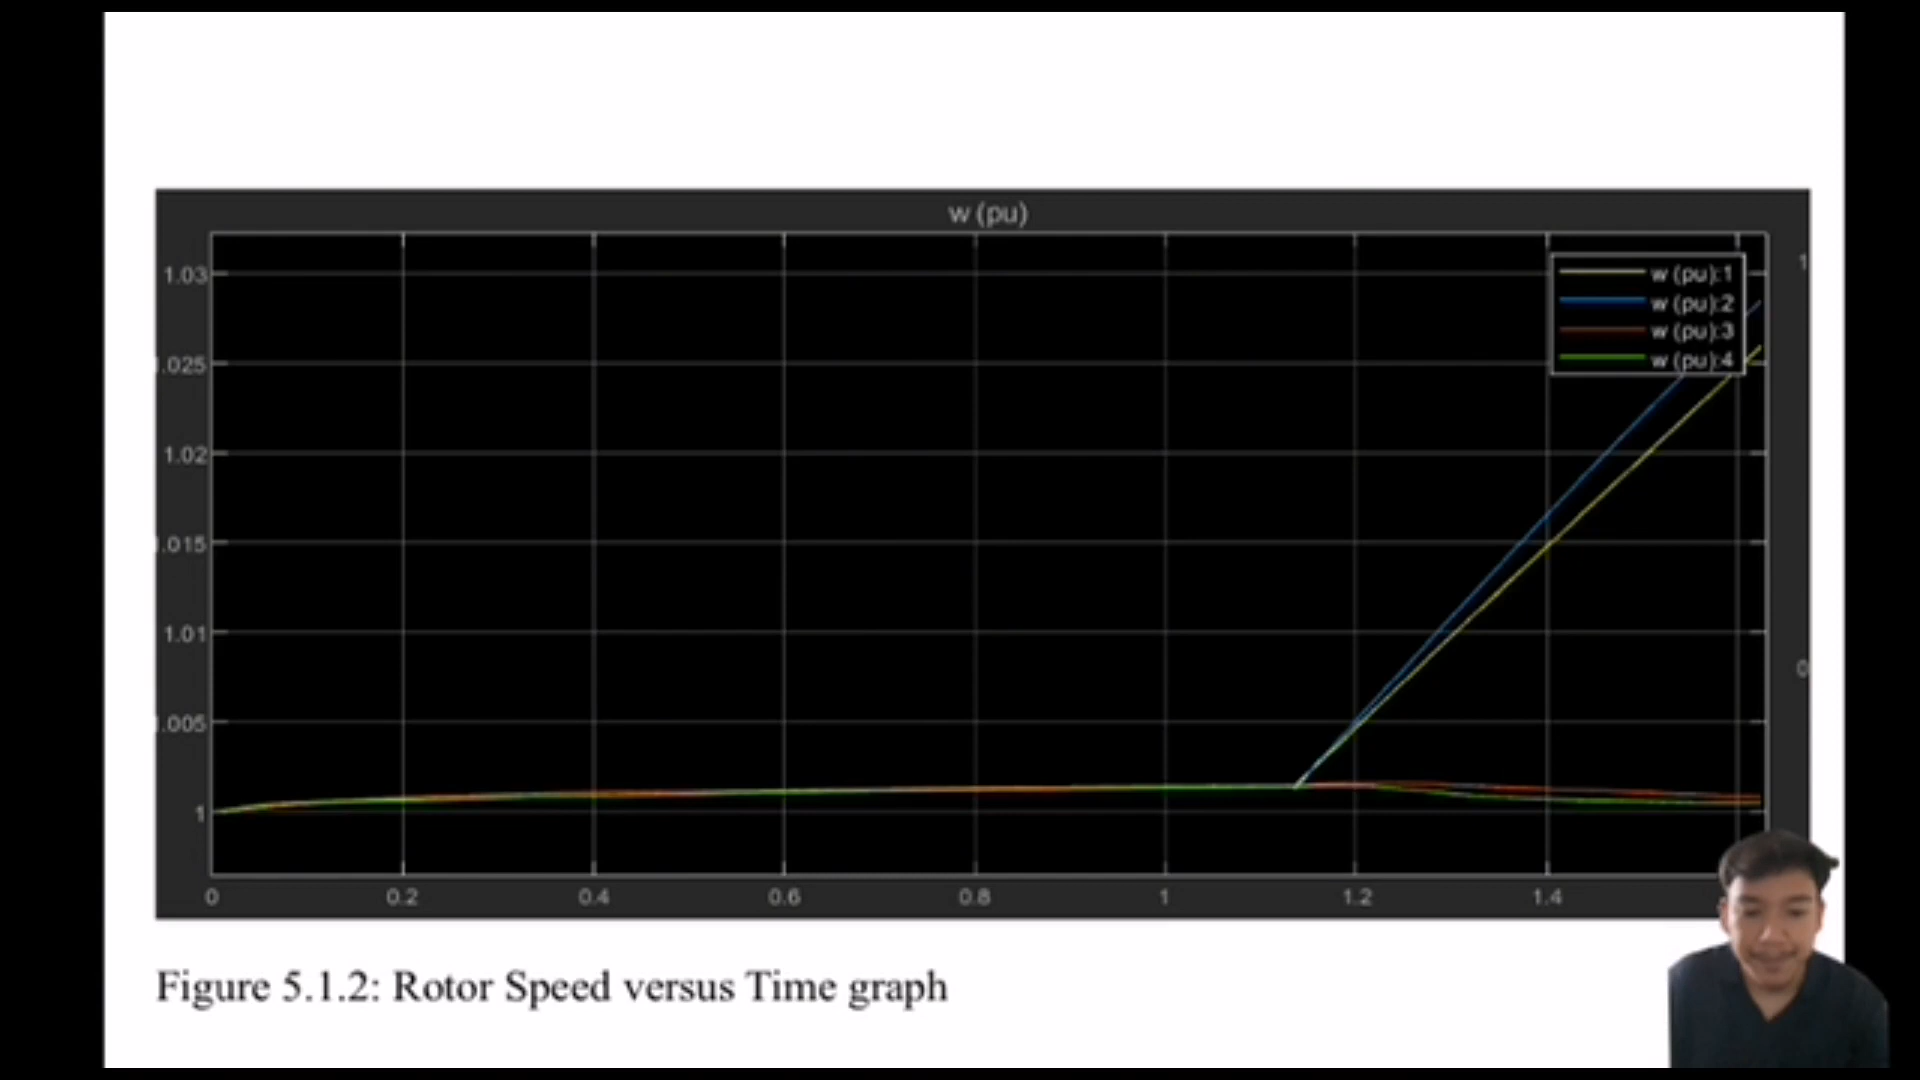 w (pu)
1.03
1
w (pu):1
w (pu):2
w (pu):3
w (pu):4
.025
1.02
.015
1.01
0
.005
1
0 0.2 0.4 0.6 0.8 1 1.2 1.4
Figure 5.1.2: Rotor Speed versus Time graph